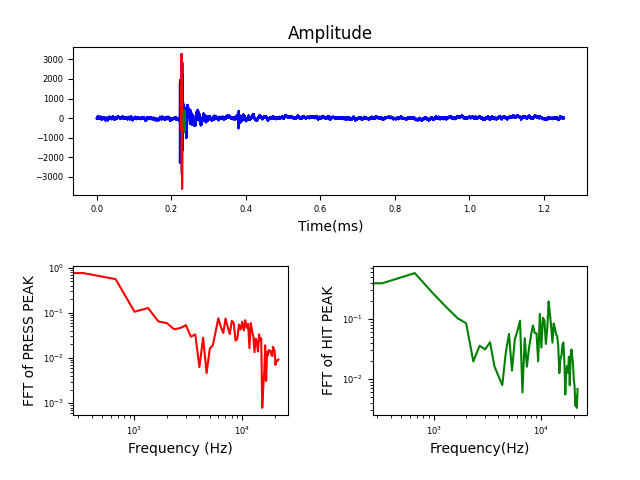 Amplitude
3000
2000
1000
0
−1000
−2000
−3000
0.0 0.2 0.4 0.6 0.8 1.0 1.2
Time(ms)
FFT of PRESS PEAK
10⁰
10⁻¹
10⁻²
10⁻³
10³ 10⁴
Frequency (Hz)
FFT of HIT PEAK
10⁻¹
10⁻²
10³ 10⁴
Frequency(Hz)